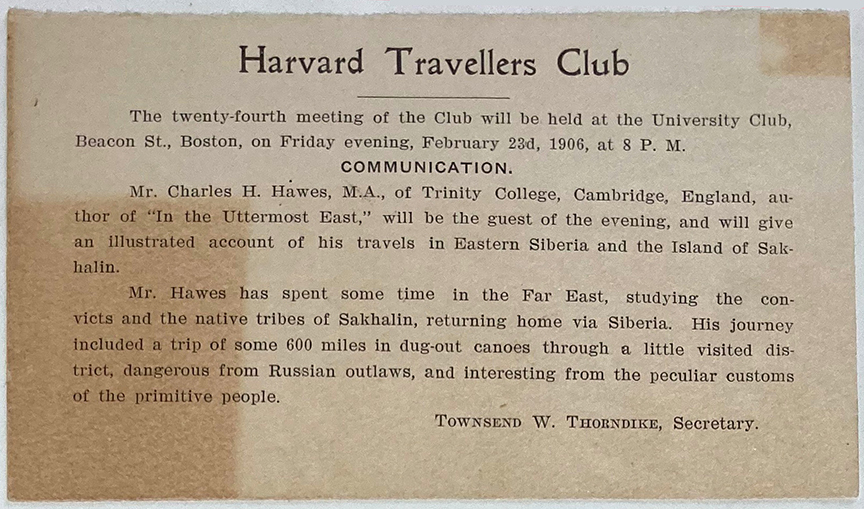 Harvard Travellers Club
The twenty-fourth meeting of the Club will be held at the University Club,
Beacon St., Boston, on Friday evening, February 23d, 1906, at 8 P. M.
COMMUNICATION.
Mr. Charles H. Hawes, M.A., of Trinity College, Cambridge, England, au-
thor of "In the Uttermost East," will be the guest of the evening, and will give
an illustrated account of his travels in Eastern Siberia and the Island of Sak-
halin.
Mr. Hawes has spent some time in the Far East, studying the con-
victs and the native tribes of Sakhalin, returning home via Siberia. His journey
included a trip of some 600 miles in dug-out canoes through a little visited dis-
trict, dangerous from Russian outlaws, and interesting from the peculiar customs
of the primitive people.
TOWNSEND W. THORNDIKE, Secretary.